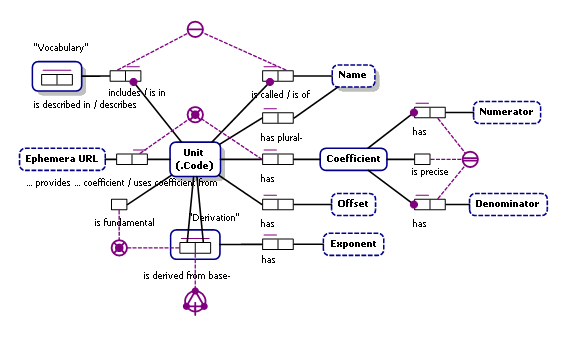 "Vocabulary"
Name
includes / is in
is called / is of
is described in / describes
Numerator
has
has plural-
Unit
(.Code)
Ephemera URL
Coefficient
has
is precise
... provides ... coefficient / uses coefficient from
Offset
Denominator
is fundamental
"Derivation"
has
has
Exponent
has
is derived from base-